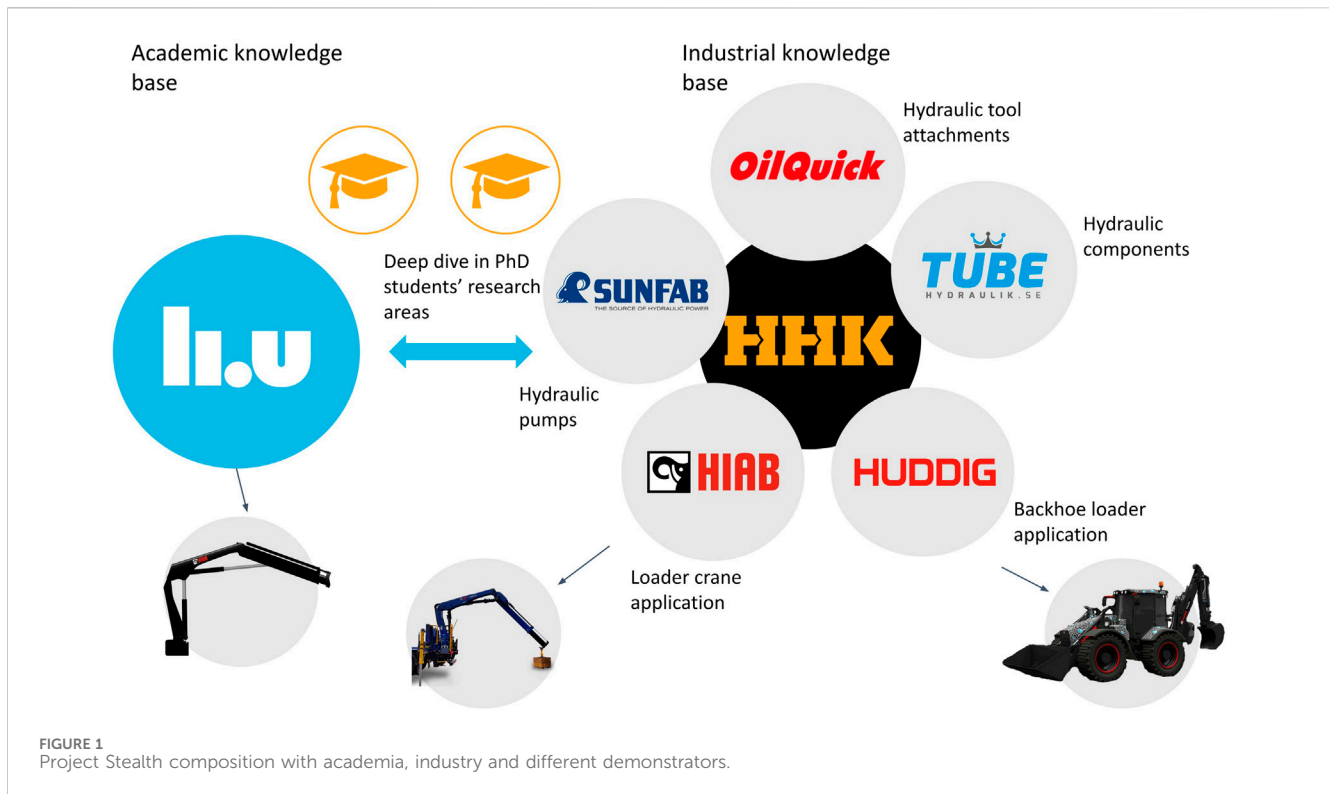 Academic knowledge
base
Industrial knowledge
base
Hydraulic tool
attachments
OilQuick
Hydraulic
components
TUBE
HYDRAULIK.SE
Deep dive in PhD
students’ research
areas
SUNFAB
THE SOURCE OF HYDRAULIC POWER
li.u
HHK
Hydraulic
pumps
HIAB
HUDDIG
Backhoe loader
application
Loader crane
application
FIGURE 1
Project Stealth composition with academia, industry and different demonstrators.